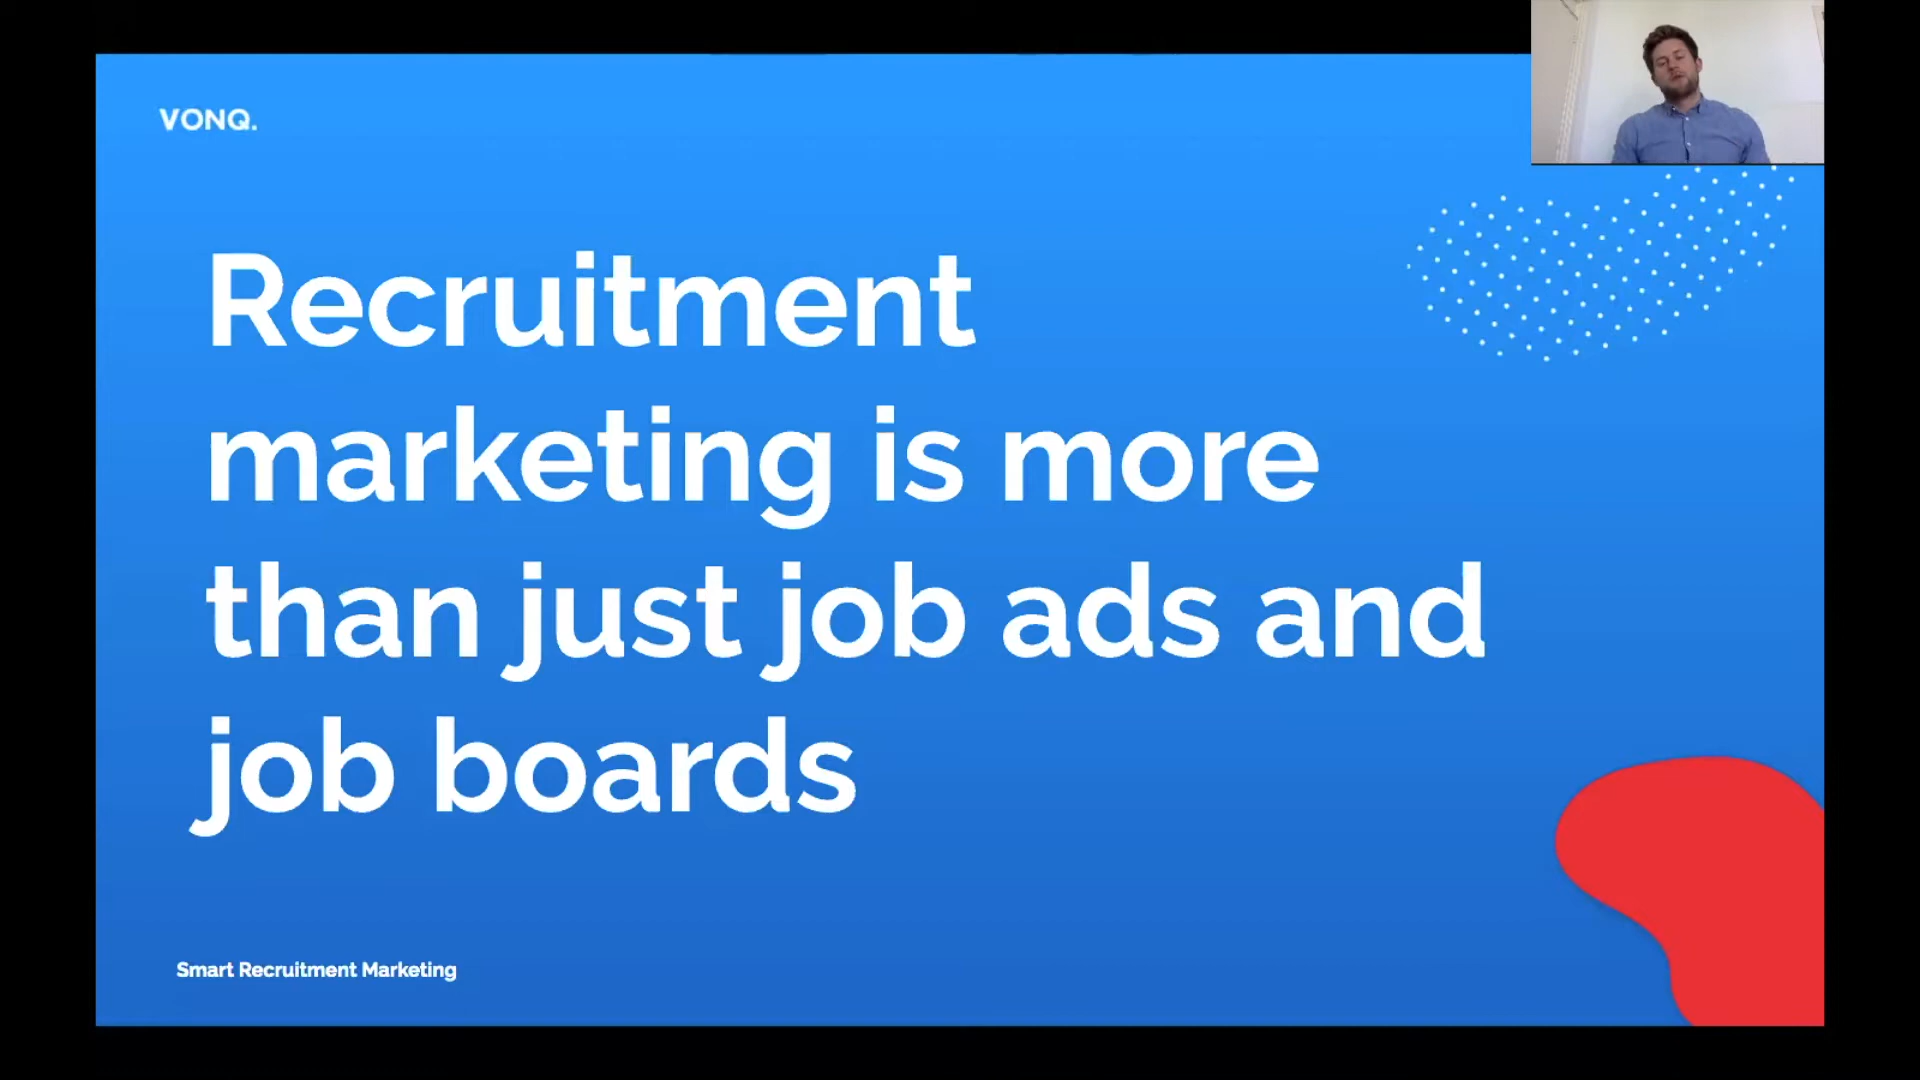 VONQ.
Recruitment
marketing is more
than just job ads and
job boards
Smart Recruitment Marketing